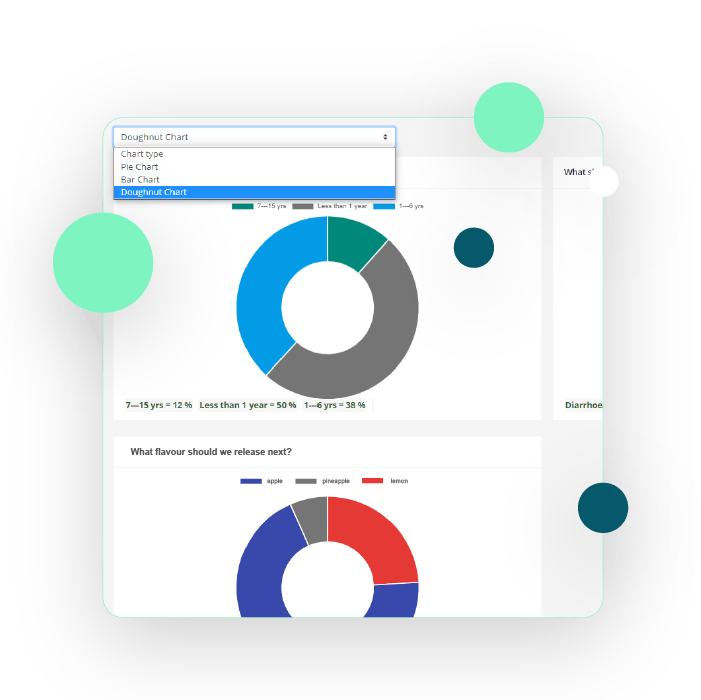 Doughnut Chart
Chart type
Pie Chart
Bar Chart
Doughnut Chart
What
7---15 yrs Less than 1 year 1---6 yrs
7---15 yrs = 12 % Less than 1 year = 50 % 1---6 yrs = 38 %
Diarrhoea
What flavour should we release next?
apple pineapple lemon